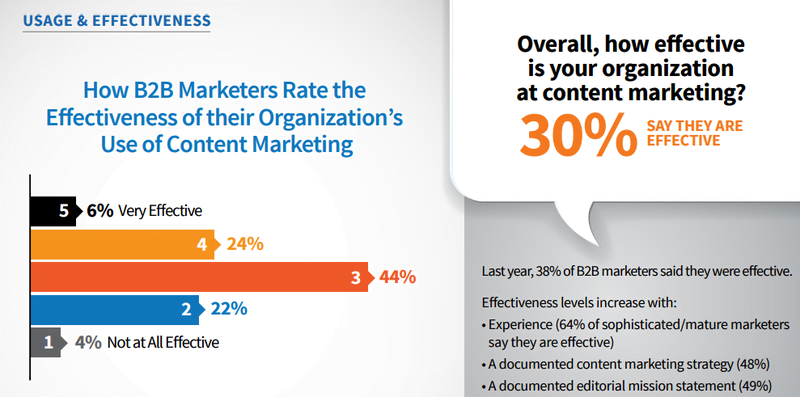 USAGE & EFFECTIVENESS
How B2B Marketers Rate the
Effectiveness of their Organization's
Use of Content Marketing
5 6% Very Effective
4 24%
3 44%
2 22%
1 4% Not at All Effective
Overall, how effective
is your organization
at content marketing?
30% SAY THEY ARE
EFFECTIVE
Last year, 38% of B2B marketers said they were effective.
Effectiveness levels increase with:
• Experience (64% of sophisticated/mature marketers
say they are effective)
• A documented content marketing strategy (48%)
• A documented editorial mission statement (49%)